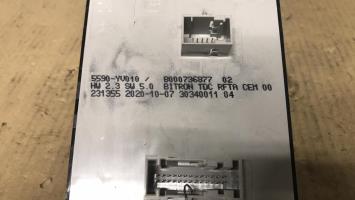 5590-YV010 / 8000736877 02
HW 2.3 SW 5.0 BITRON TDC RFTA CEM 00
231355 2020-10-07 30340011 04